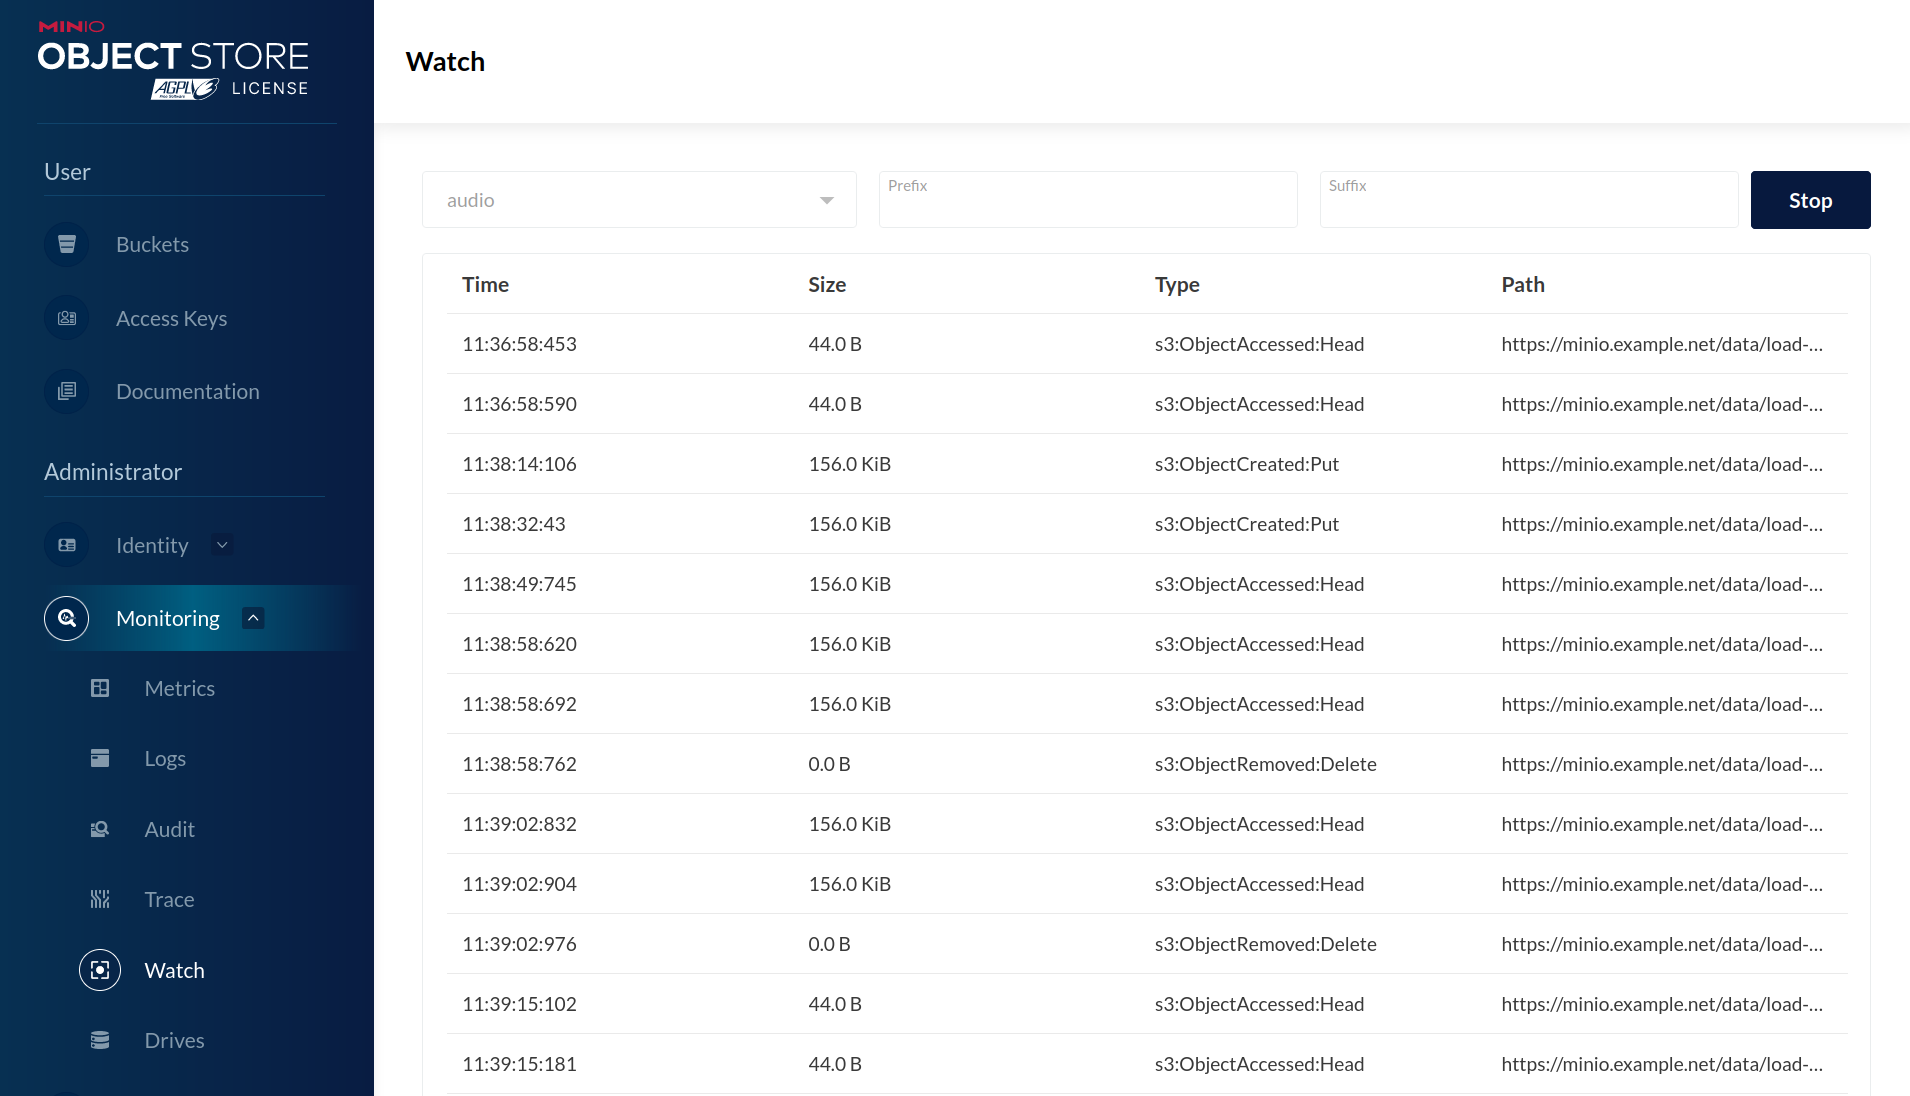 MINIO
OBJECT STORE
AGPL v3 LICENSE
Free Software
User
Buckets
Access Keys
Documentation
Administrator
Identity
Monitoring
Metrics
Logs
Audit
Trace
Watch
Drives
Watch
audio
Prefix
Suffix
Stop
Time Size Type Path
11:36:58:453 44.0 B s3:ObjectAccessed:Head https://minio.example.net/data/load-...
11:36:58:590 44.0 B s3:ObjectAccessed:Head https://minio.example.net/data/load-...
11:38:14:106 156.0 KiB s3:ObjectCreated:Put https://minio.example.net/data/load-...
11:38:32:43 156.0 KiB s3:ObjectCreated:Put https://minio.example.net/data/load-...
11:38:49:745 156.0 KiB s3:ObjectAccessed:Head https://minio.example.net/data/load-...
11:38:58:620 156.0 KiB s3:ObjectAccessed:Head https://minio.example.net/data/load-...
11:38:58:692 156.0 KiB s3:ObjectAccessed:Head https://minio.example.net/data/load-...
11:38:58:762 0.0 B s3:ObjectRemoved:Delete https://minio.example.net/data/load-...
11:39:02:832 156.0 KiB s3:ObjectAccessed:Head https://minio.example.net/data/load-...
11:39:02:904 156.0 KiB s3:ObjectAccessed:Head https://minio.example.net/data/load-...
11:39:02:976 0.0 B s3:ObjectRemoved:Delete https://minio.example.net/data/load-...
11:39:15:102 44.0 B s3:ObjectAccessed:Head https://minio.example.net/data/load-...
11:39:15:181 44.0 B s3:ObjectAccessed:Head https://minio.example.net/data/load-...